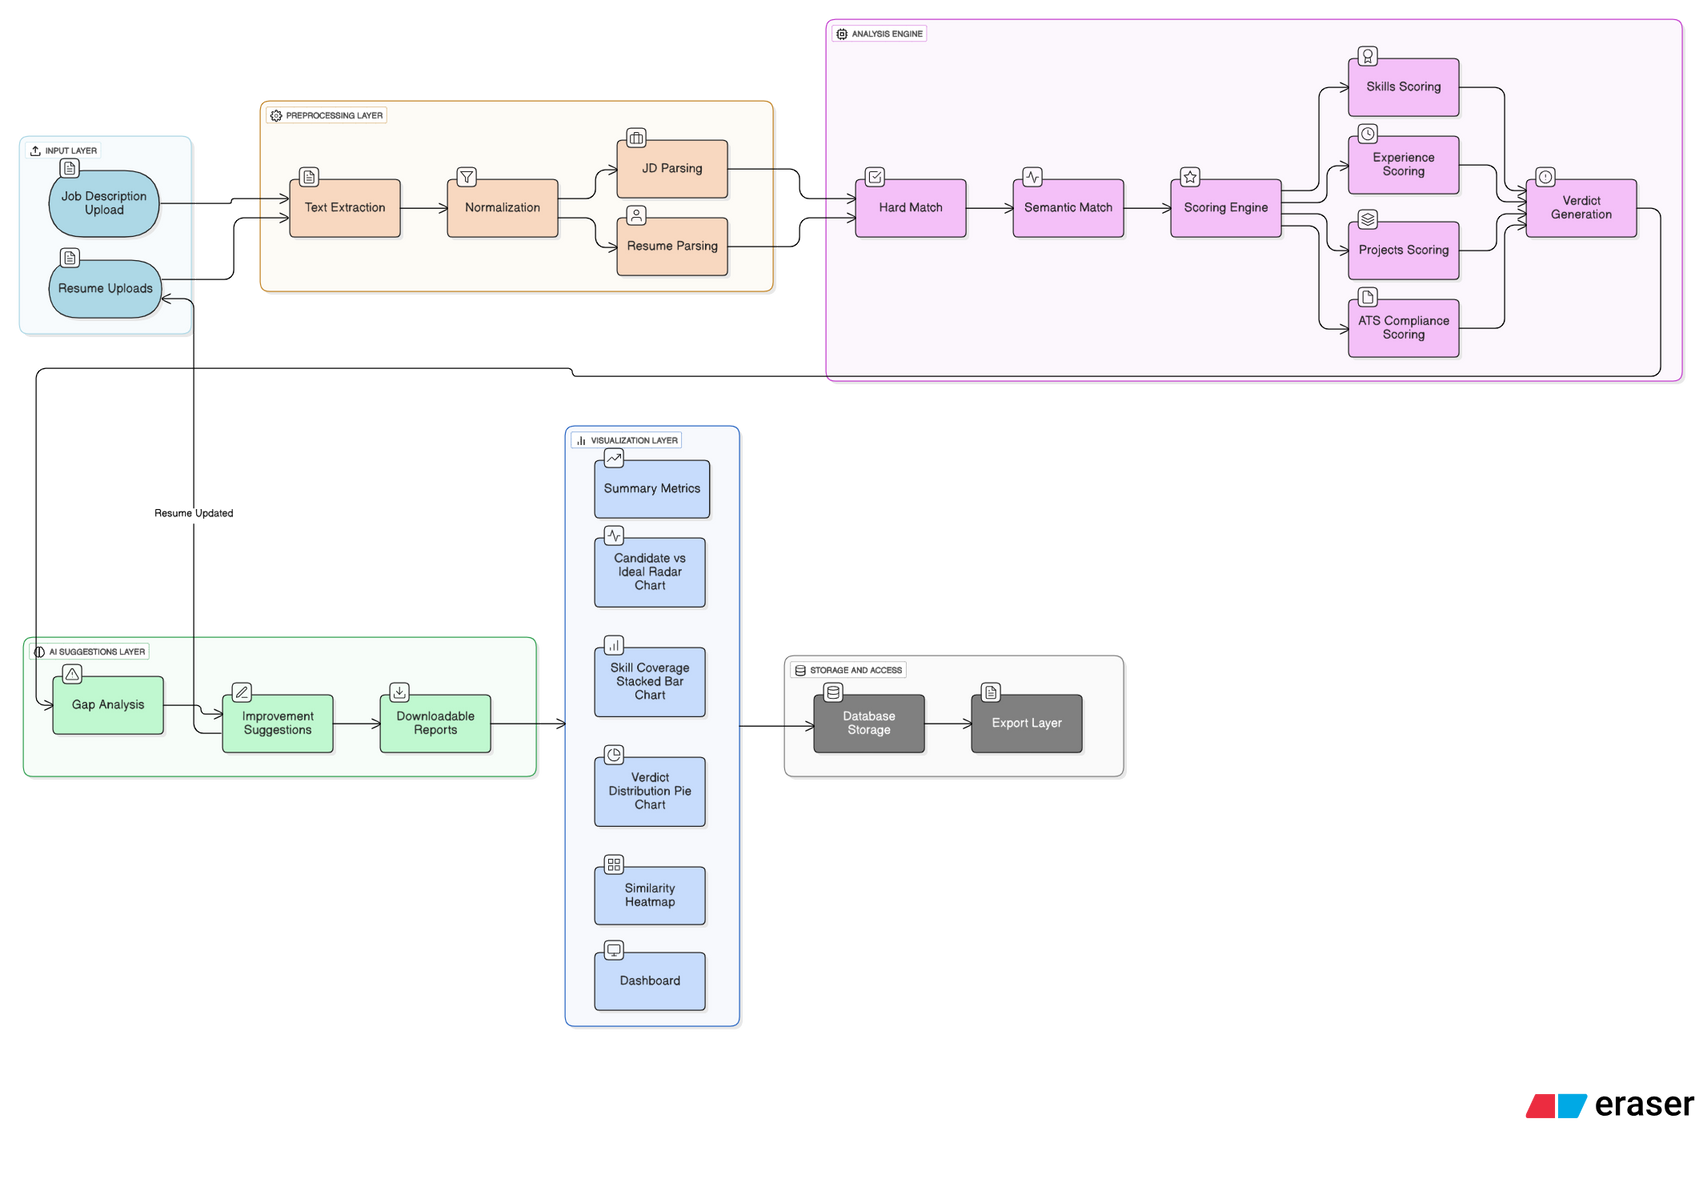 ANALYSIS ENGINE
Skills Scoring
PREPROCESSING LAYER
INPUT LAYER
Job Description
Upload
Resume Uploads
Text Extraction
Normalization
JD Parsing
Resume Parsing
Hard Match
Semantic Match
Scoring Engine
Experience
Scoring
Projects Scoring
ATS Compliance
Scoring
Verdict
Generation
Resume Updated
VISUALIZATION LAYER
Summary Metrics
Candidate vs
Ideal Radar
Chart
Skill Coverage
Stacked Bar
Chart
Verdict
Distribution Pie
Chart
Similarity
Heatmap
Dashboard
AI SUGGESTIONS LAYER
Gap Analysis
Improvement
Suggestions
Downloadable
Reports
STORAGE AND ACCESS
Database
Storage
Export Layer
eraser